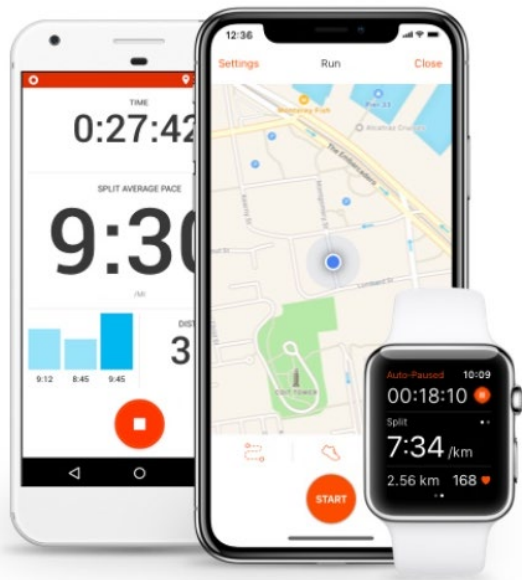 TIME
0:27:42
SPLIT AVERAGE PACE
9:30
/MI
9:12 8:45 9:45
DIST
3
12:36
Settings Run Close
Pier 33
Monterey Fish
Alcatraz Cruises
The Embarcadero
Kearny St
Montgomery St
Lombard St
COIT TOWER
START
Auto-Paused 10:09
00:18:10
Split
7:34 /km
2.56 km 168